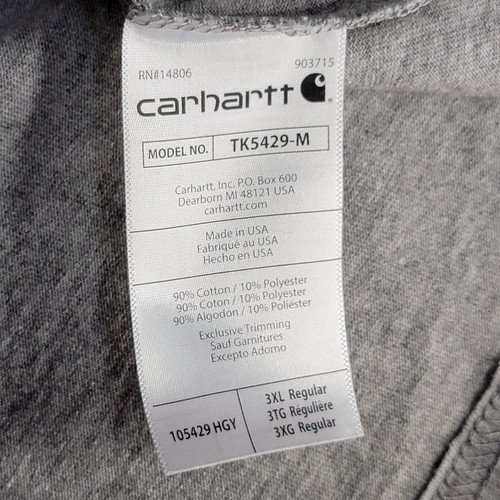 RN#14806 903715
carhartt
MODEL NO. TK5429-M
Carhartt, Inc. P.O. Box 600
Dearborn MI 48121 USA
carhartt.com
Made in USA
Fabriqué au USA
Hecho en USA
90% Cotton / 10% Polyester
90% Coton / 10% Polyester
90% Algodón / 10% Poliéster
Exclusive Trimming
Sauf Garnitures
Excepto Adorno
105429 HGY
3XL Regular
3TG Régulière
3XG Regular